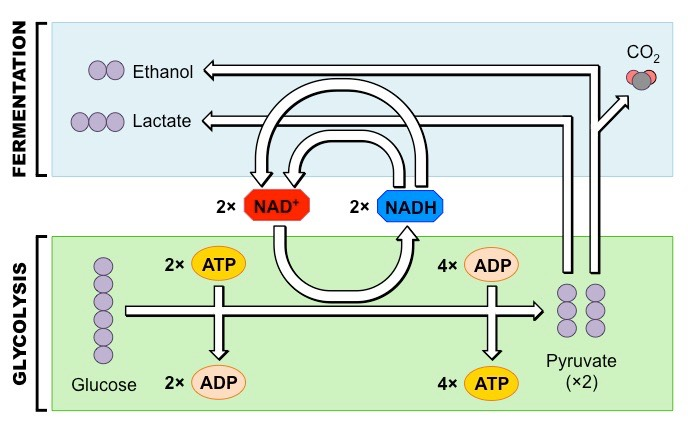 FERMENTATION
Ethanol
CO2
Lactate
2× NAD+
2× NADH
GLYCOLYSIS
2× ATP
4× ADP
Glucose
2× ADP
4× ATP
Pyruvate
(×2)